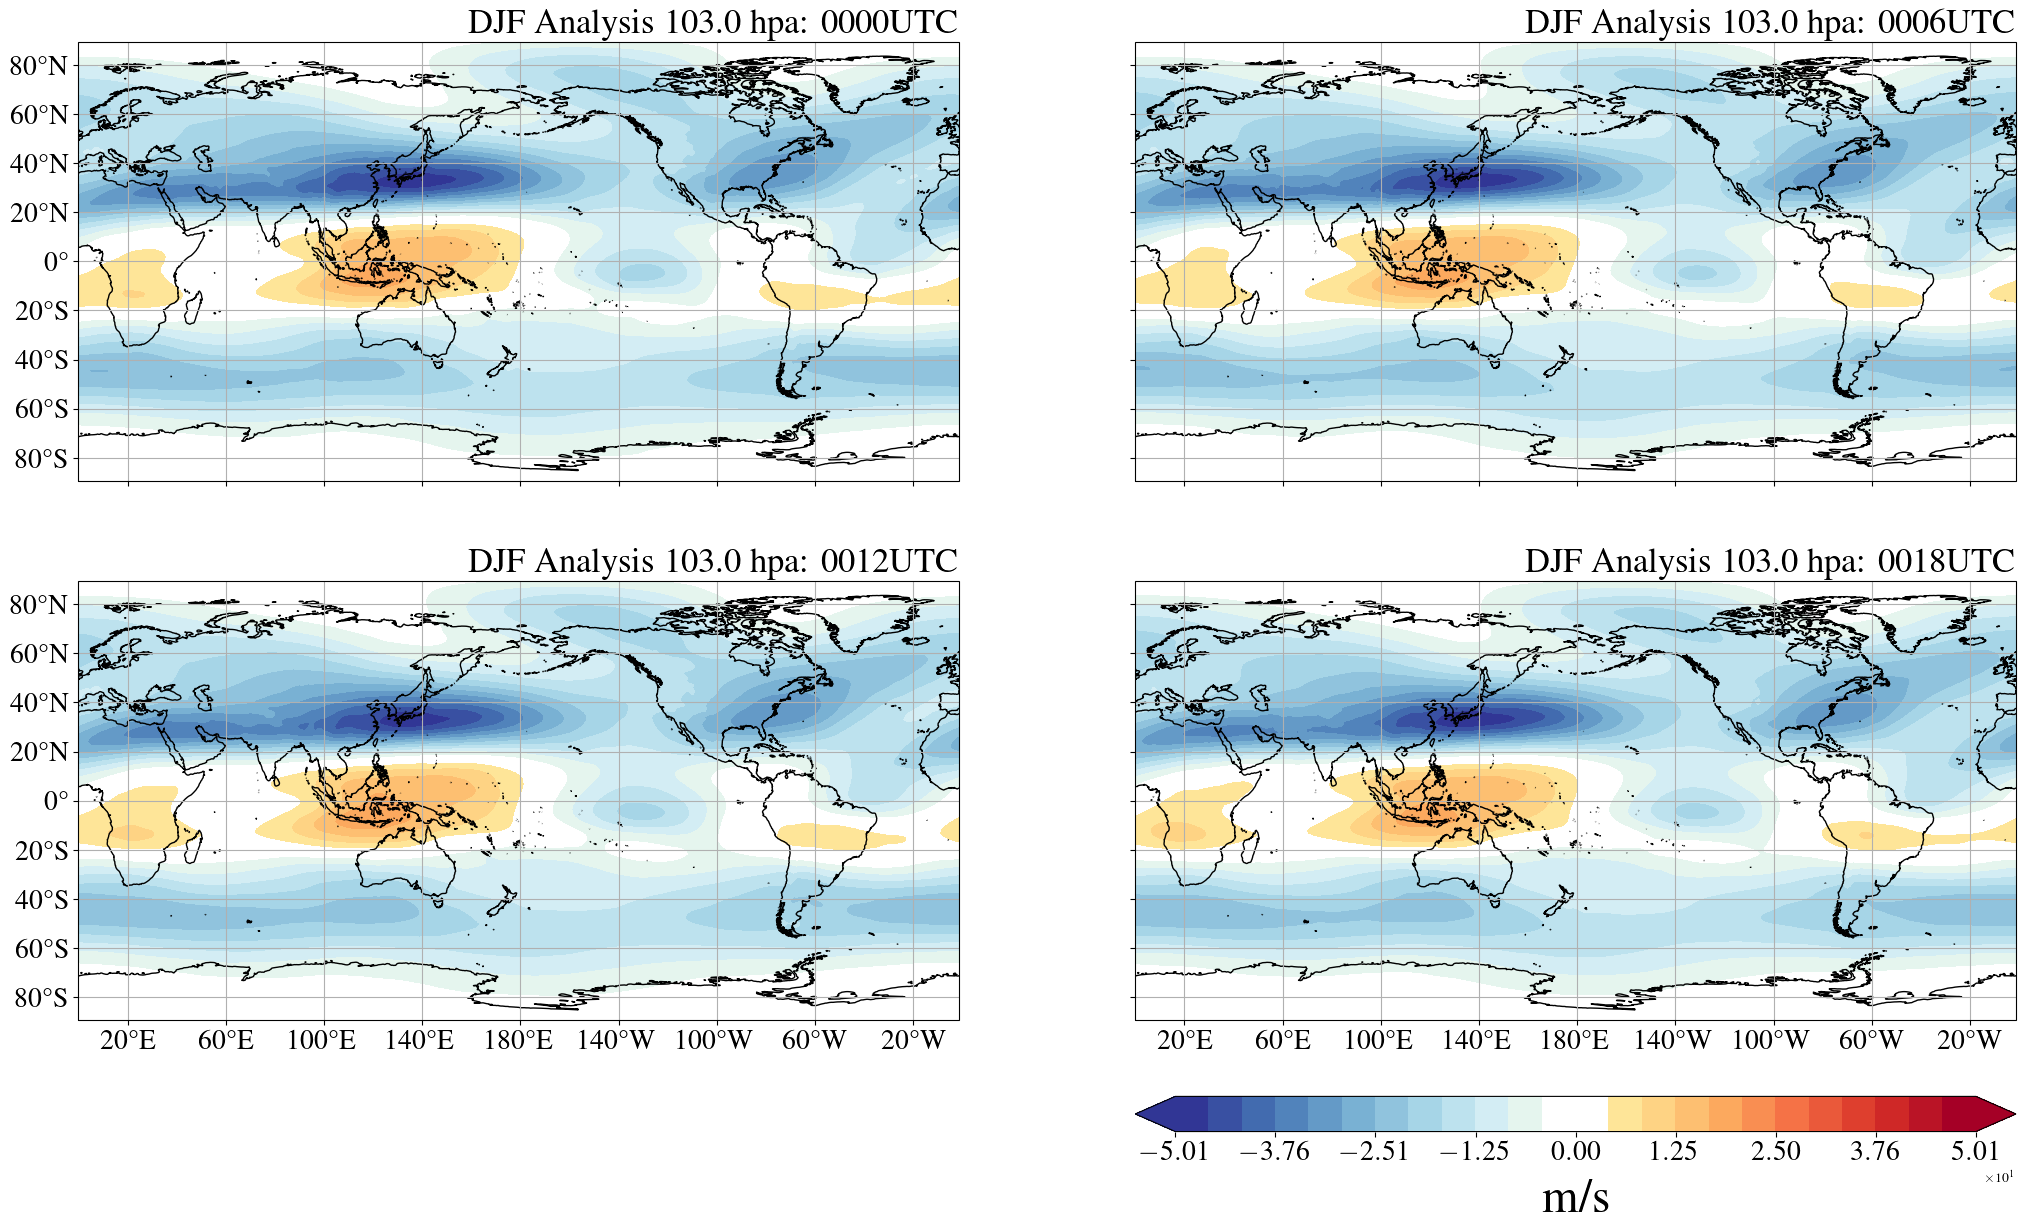 DJF Analysis 103.0 hpa: 0000UTC
DJF Analysis 103.0 hpa: 0006UTC
80°N
60°N
40°N
20°N
0°
20°S
40°S
60°S
80°S
DJF Analysis 103.0 hpa: 0012UTC
DJF Analysis 103.0 hpa: 0018UTC
80°N
60°N
40°N
20°N
0°
20°S
40°S
60°S
80°S
20°E 60°E 100°E 140°E 180°E 140°W 100°W 60°W 20°W
20°E 60°E 100°E 140°E 180°E 140°W 100°W 60°W 20°W
−5.01 −3.76 −2.51 −1.25 0.00 1.25 2.50 3.76 5.01
×10¹
m/s